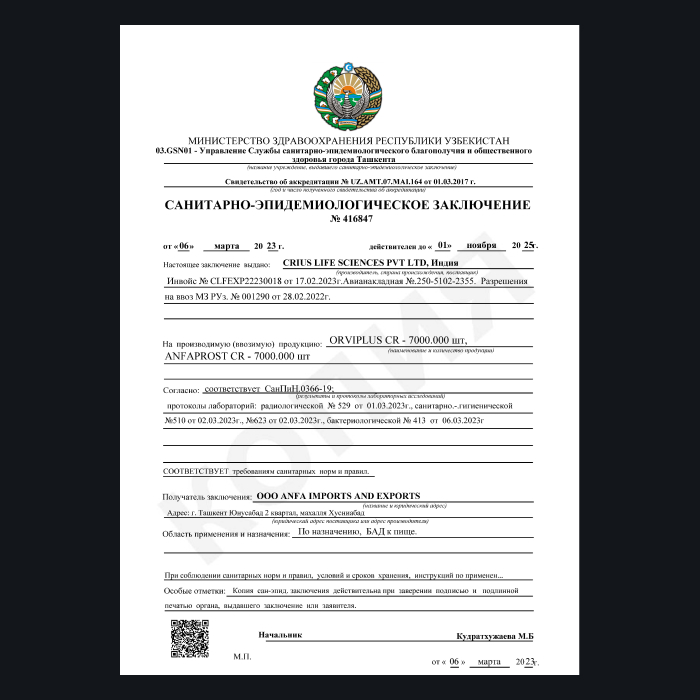 МИНИСТЕРСТВО ЗДРАВООХРАНЕНИЯ РЕСПУБЛИКИ УЗБЕКИСТАН
03.GSN01 - Управление Службы санитарно-эпидемиологического благополучия и общественного
здоровья города Ташкента
(название учреждение, выдавшего санитарно-эпидемиологическое заключение)
Свидетельство об аккредитации № UZ.AMT.07.MAI.164 от 01.03.2017 г.
(год и число полученного свидетельства об аккредитации)
САНИТАРНО-ЭПИДЕМИОЛОГИЧЕСКОЕ ЗАКЛЮЧЕНИЕ
№ 416847
от «06» марта 20 23 г. действителен до « 01» ноября 20 25г.
Настоящее заключение выдано: CRIUS LIFE SCIENCES PVT LTD, Индия
(производитель, страна происхождения, поставщик)
Инвойс № CLFEXP22230018 от 17.02.2023г.Авианакладная №.250-5102-2355. Разрешения
на ввоз МЗ РУз. № 001290 от 28.02.2022г.
На производимую (ввозимую) продукцию: ORVIPLUS CR - 7000.000 шт,
(наименование и количество продукции)
ANFAPROST CR - 7000.000 шт
Согласно: соответствует СанПиН.0366-19;
(результаты и протоколы лабораторных исследований)
протоколы лабораторий: радиологической № 529 от 01.03.2023г., санитарно.-.гигиенической
№510 от 02.03.2023г., №623 от 02.03.2023г., бактериологической № 413 от 06.03.2023г
СООТВЕТСТВУЕТ требованиям санитарных норм и правил.
Получатель заключения: ООО ANFA IMPORTS AND EXPORTS
(название и юридический адрес)
Адрес: г. Ташкент Юнусабад 2 квартал, махалля Хусниабад
(юридический адрес поставщика или адрес производителя)
Область применения и назначения: По назначению, БАД к пище.
При соблюдении санитарных норм и правил, условий и сроков хранения, инструкций по применен...
Особые отметки: Копия сан-эпид. заключения действительна при заверении подписью и подлинной
печатью органа, выдавшего заключение или заявителя.
Начальник Кудратхужаева М.Б
М.П.
от « 06 » марта 2023г.
КОПИЯ